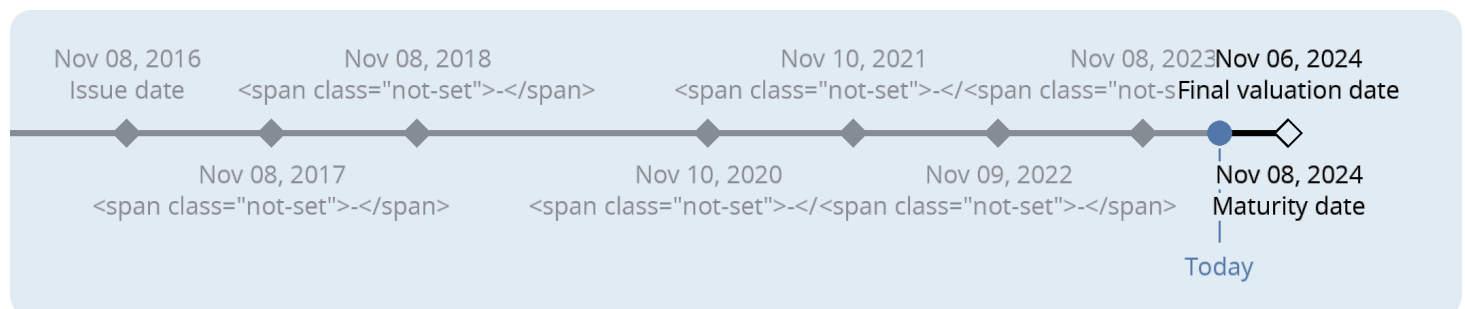 Nov 08, 2016
Issue date
Nov 08, 2018
<span class="not-set">-</span>
Nov 10, 2021
<span class="not-set">-</
Nov 08, 2023
<span class="not-s
Nov 06, 2024
Final valuation date
Nov 08, 2017
<span class="not-set">-</span>
Nov 10, 2020
<span class="not-set">-</
Nov 09, 2022
<span class="not-set">-</span>
Nov 08, 2024
Maturity date
Today